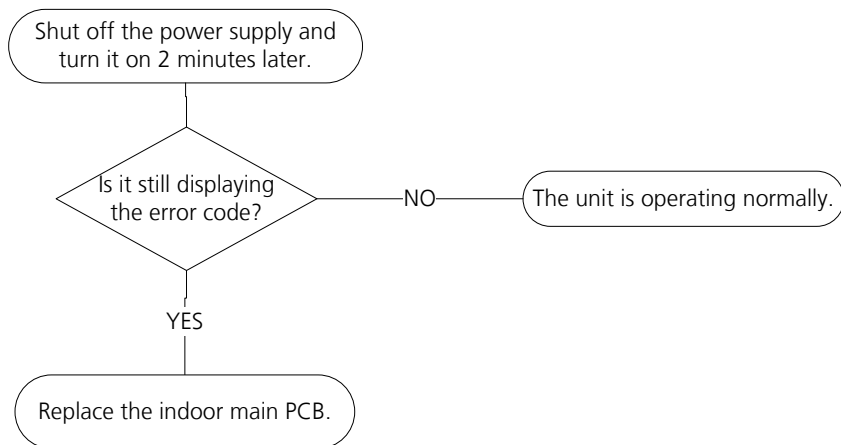 Shut off the power supply and
turn it on 2 minutes later.
Is it still displaying
the error code?
NO
The unit is operating normally.
YES
Replace the indoor main PCB.